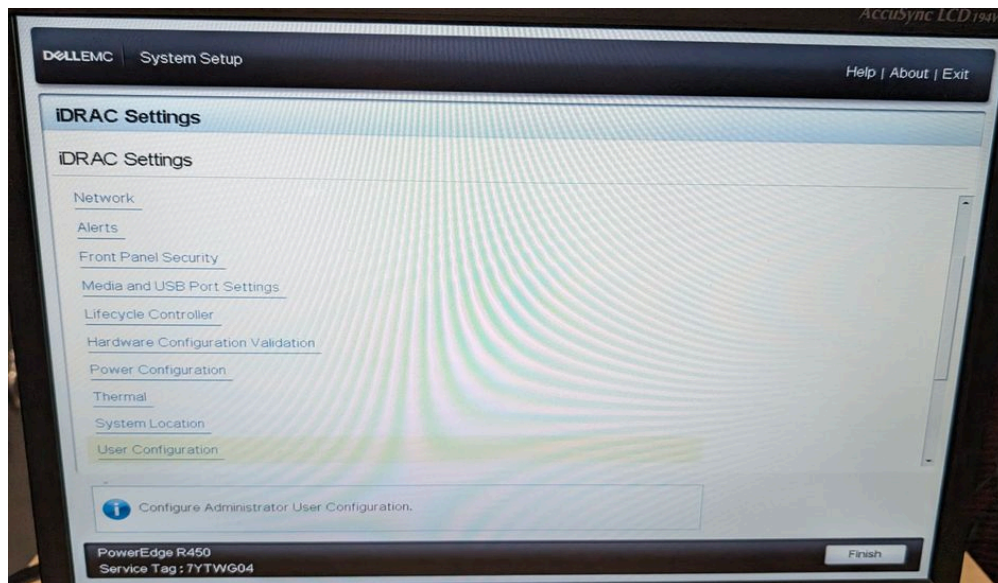 AccuSync LCD 194V
DELLEMC System Setup
Help | About | Exit
iDRAC Settings
iDRAC Settings
Network
Alerts
Front Panel Security
Media and USB Port Settings
Lifecycle Controller
Hardware Configuration Validation
Power Configuration
Thermal
System Location
User Configuration
Configure Administrator User Configuration.
PowerEdge R450
Service Tag : 7YTWG04
Finish